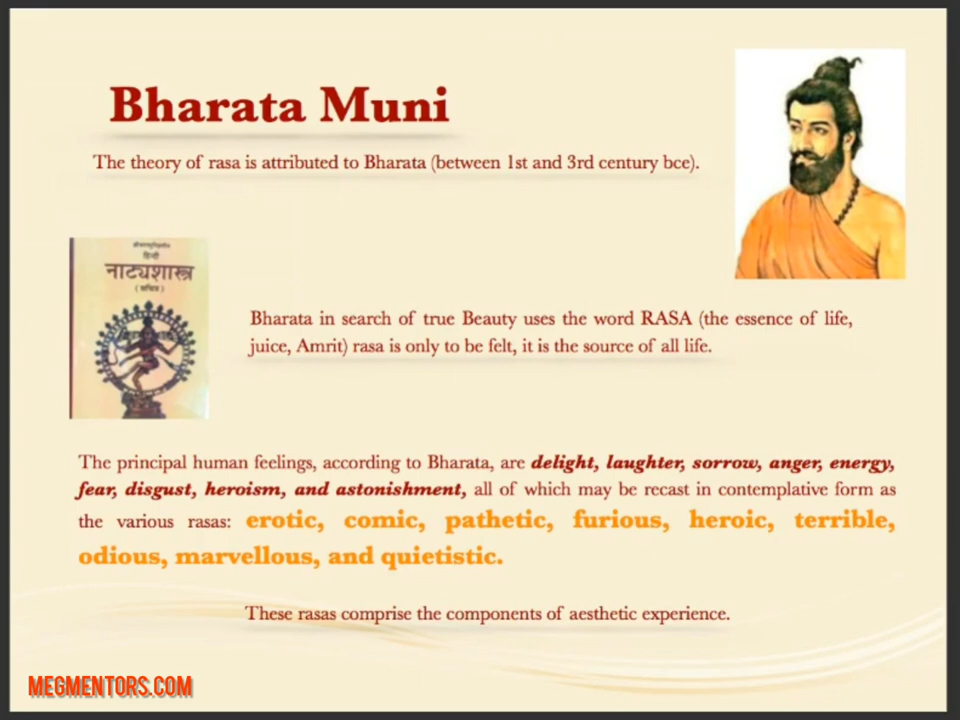 Bharata Muni
The theory of rasa is attributed to Bharata (between 1st and 3rd century bce).
हिन्दी
नाट्यशास्त्र
(सचित्र)
Bharata in search of true Beauty uses the word RASA (the essence of life,
juice, Amrit) rasa is only to be felt, it is the source of all life.
The principal human feelings, according to Bharata, are delight, laughter, sorrow, anger, energy,
fear, disgust, heroism, and astonishment, all of which may be recast in contemplative form as
the various rasas: erotic, comic, pathetic, furious, heroic, terrible,
odious, marvellous, and quietistic.
These rasas comprise the components of aesthetic experience.
MEGMENTORS.COM